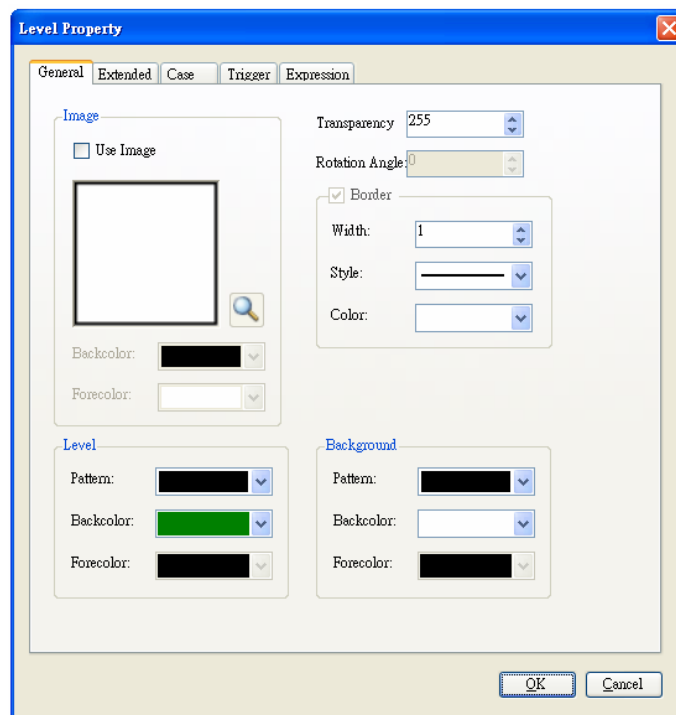 Level Property
General Extended Case Trigger Expression
Image
Use Image
Backcolor:
Forecolor:
Transparency 255
Rotation Angle: 0
Border
Width: 1
Style:
Color:
Level
Pattern:
Backcolor:
Forecolor:
Background
Pattern:
Backcolor:
Forecolor:
OK Cancel